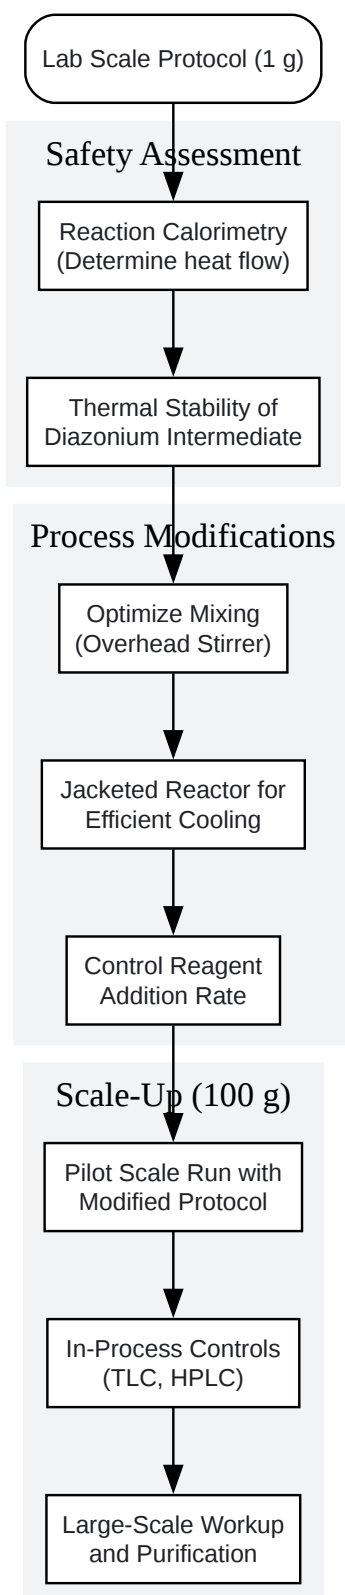 Lab Scale Protocol (1 g)
Safety Assessment
Reaction Calorimetry
(Determine heat flow)
Thermal Stability of
Diazonium Intermediate
Process Modifications
Optimize Mixing
(Overhead Stirrer)
Jacketed Reactor for
Efficient Cooling
Control Reagent
Addition Rate
Scale-Up (100 g)
Pilot Scale Run with
Modified Protocol
In-Process Controls
(TLC, HPLC)
Large-Scale Workup
and Purification